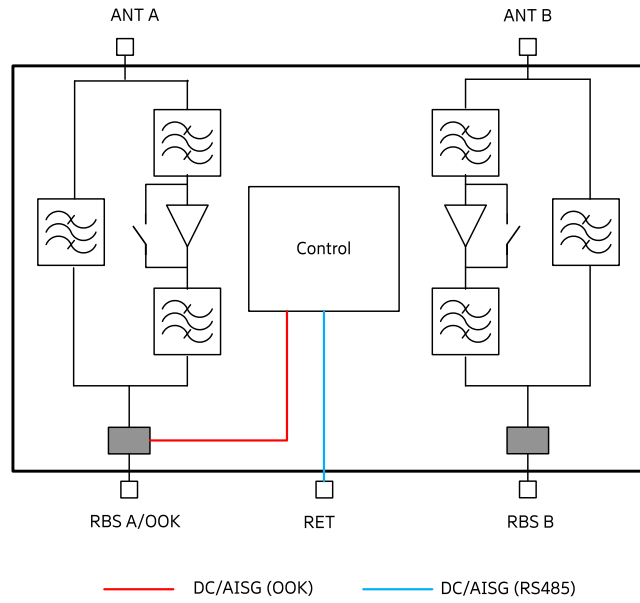 ANT A
ANT B
Control
RBS A/OOK
RET
RBS B
DC/AISG (OOK)
DC/AISG (RS485)